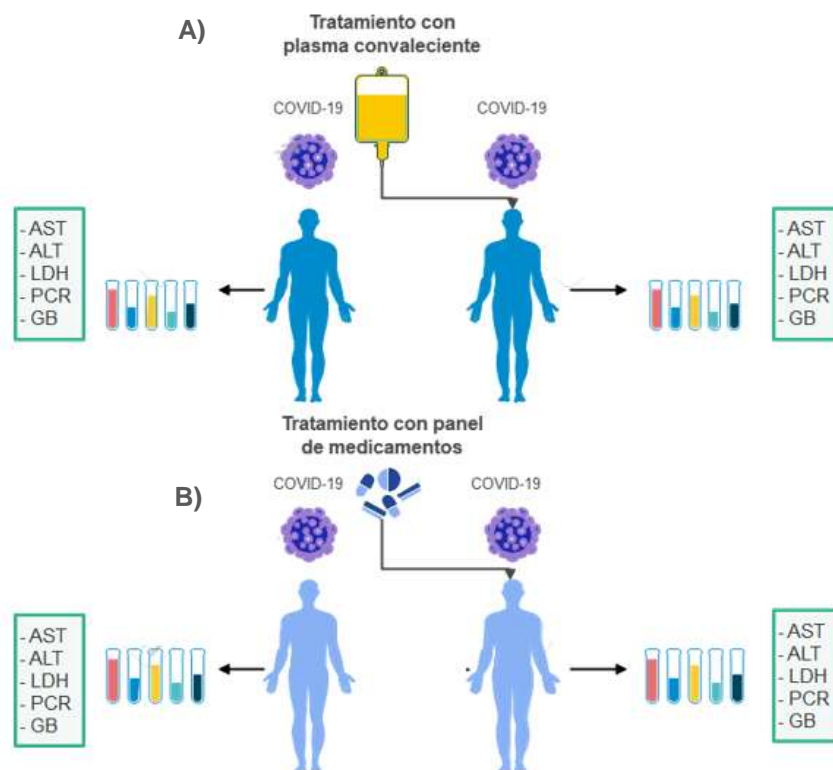 A)
Tratamiento con
plasma convaleciente
COVID-19
COVID-19
- AST
- ALT
- LDH
- PCR
- GB
- AST
- ALT
- LDH
- PCR
- GB
Tratamiento con panel
de medicamentos
B)
COVID-19
COVID-19
- AST
- ALT
- LDH
- PCR
- GB
- AST
- ALT
- LDH
- PCR
- GB